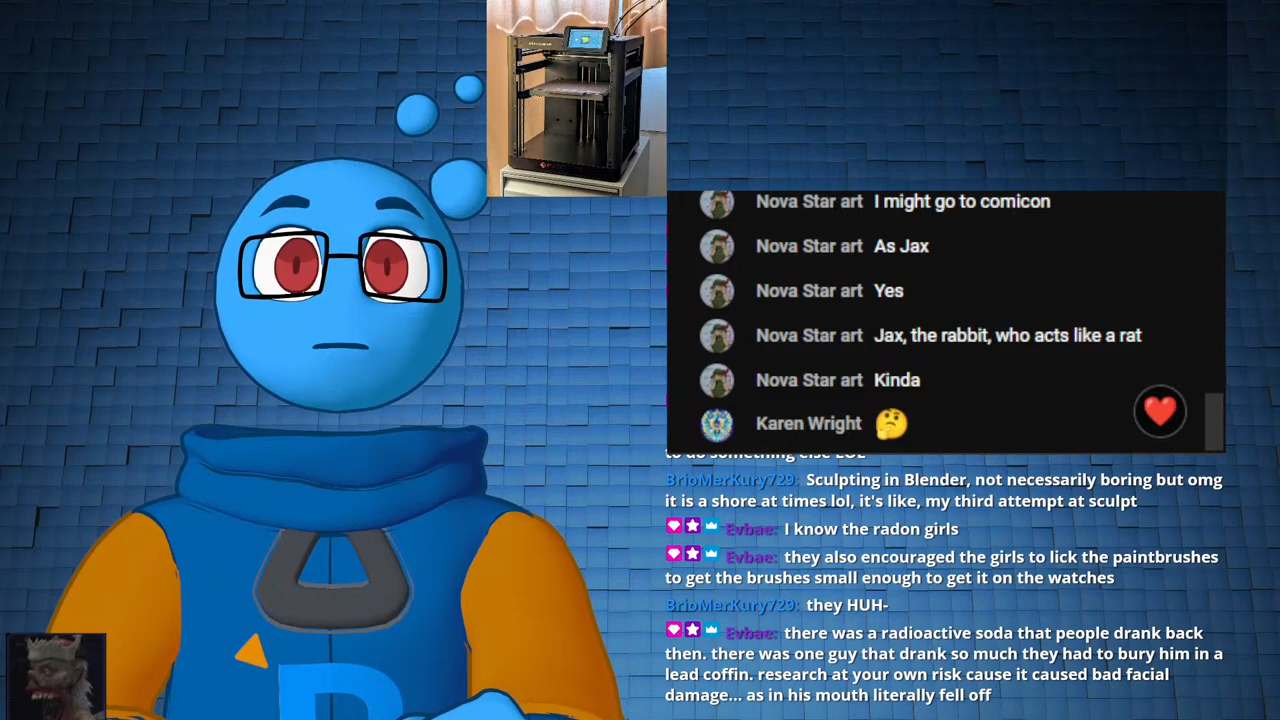 Nova Star art I might go to comicon
Nova Star art As Jax
Nova Star art Yes
Nova Star art Jax, the rabbit, who acts like a rat
Nova Star art Kinda
Karen Wright 🤔
to do something else LOL
BrioMerKury729: Sculpting in Blender, not necessarily boring but omg
it is a shore at times lol, it's like, my third attempt at sculpt
Evbae: I know the radon girls
Evbae: they also encouraged the girls to lick the paintbrushes
to get the brushes small enough to get it on the watches
BrioMerKury729: they HUH-
Evbae: there was a radioactive soda that people drank back
then. there was one guy that drank so much they had to bury him in a
lead coffin. research at your own risk cause it caused bad facial
damage... as in his mouth literally fell off